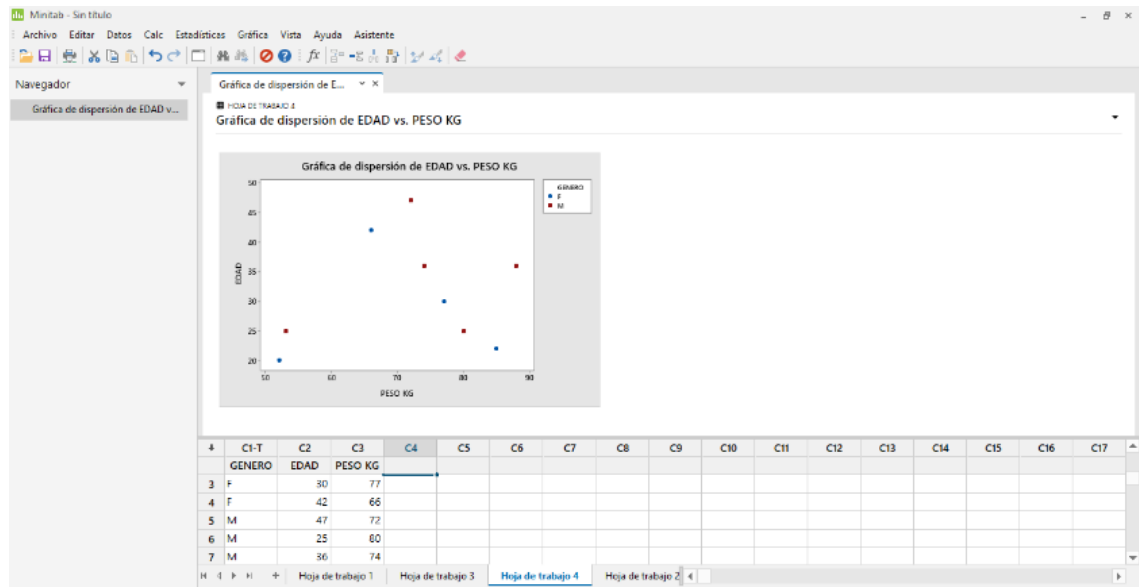 Minitab - Sin título
Archivo Editar Datos Calc Estadísticas Gráfica Vista Ayuda Asistente
Navegador
Gráfica de dispersión de E...
Gráfica de dispersión de EDAD v...
HOJA DE TRABAJO 4
Gráfica de dispersión de EDAD vs. PESO KG
Gráfica de dispersión de EDAD vs. PESO KG
GENERO
F
M
50
45
40
35
30
25
20
EDAD
50 60 70 80 90
PESO KG
C1-T C2 C3 C4 C5 C6 C7 C8 C9 C10 C11 C12 C13 C14 C15 C16 C17
GENERO EDAD PESO KG
3 F 30 77
4 F 42 66
5 M 47 72
6 M 25 80
7 M 36 74
Hoja de trabajo 1 Hoja de trabajo 3 Hoja de trabajo 4 Hoja de trabajo 2